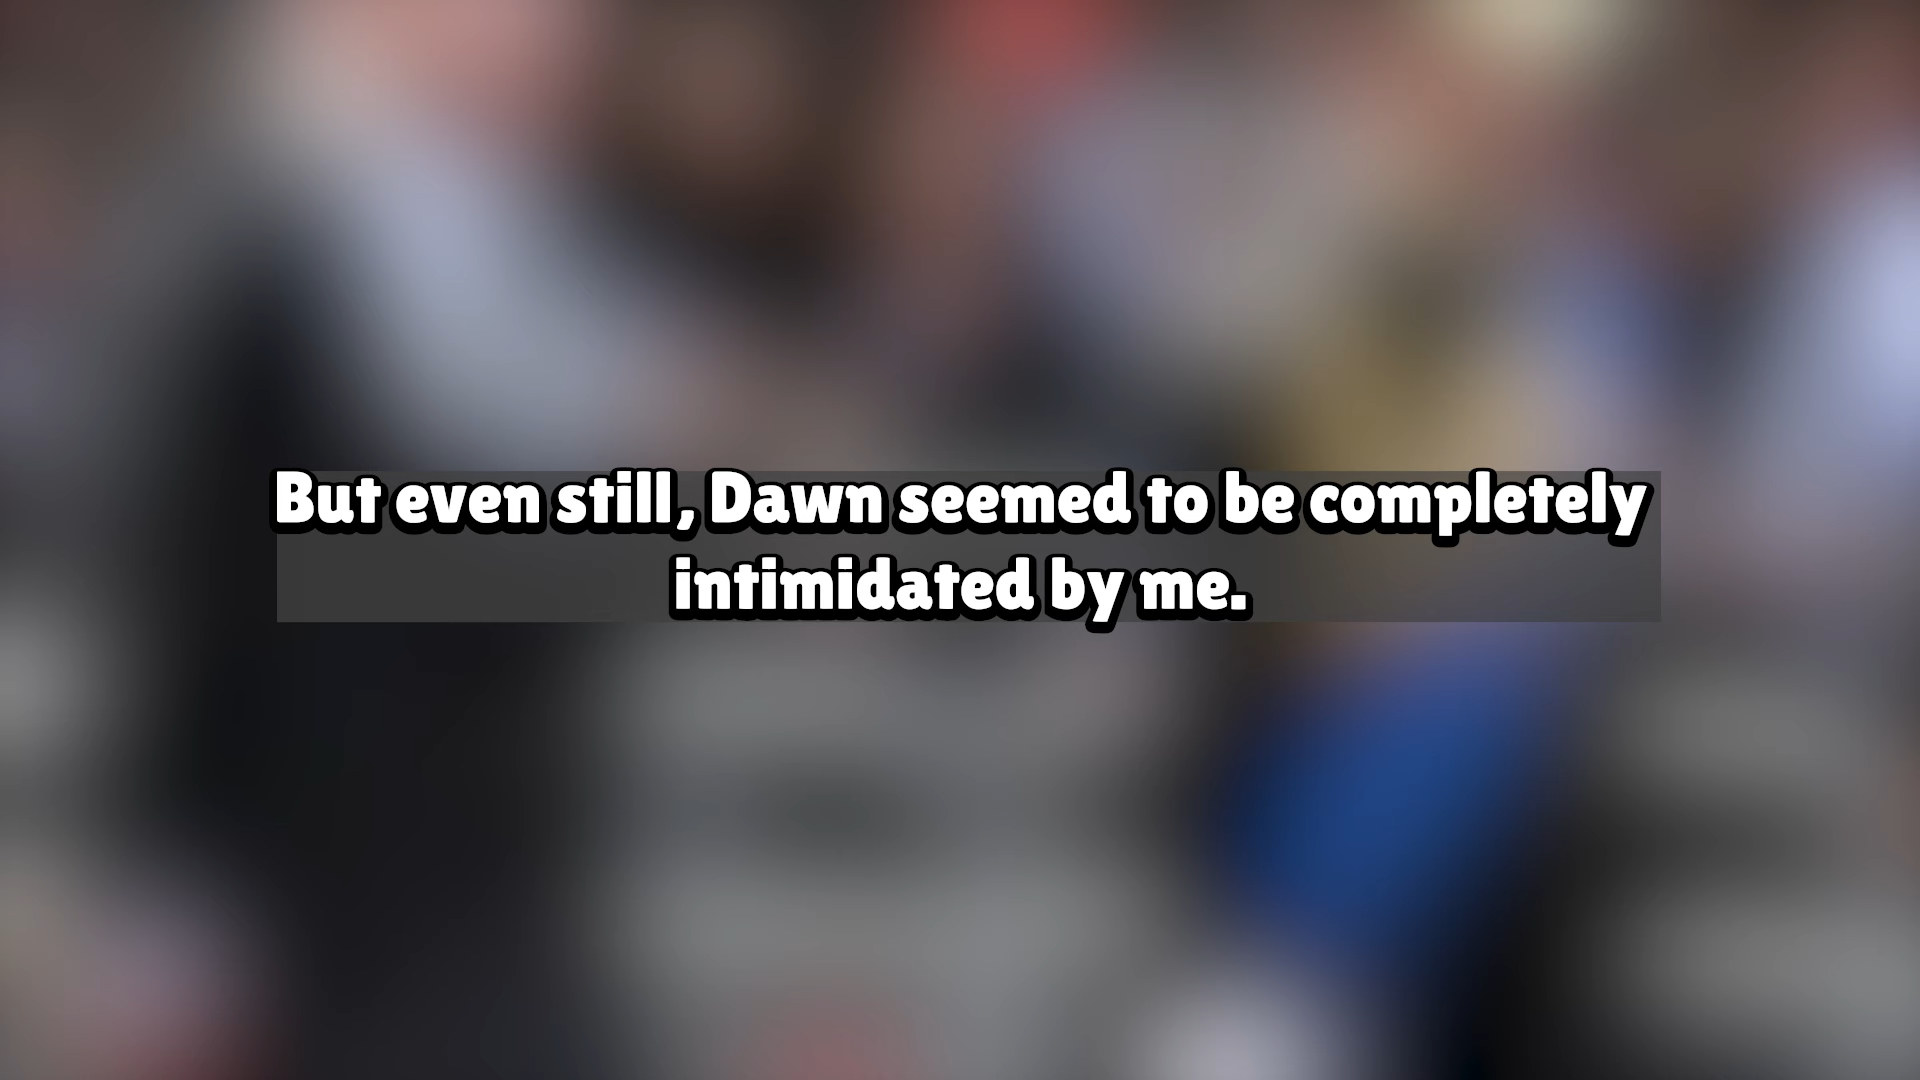 But even still, Dawn seemed to be completely
intimidated by me.